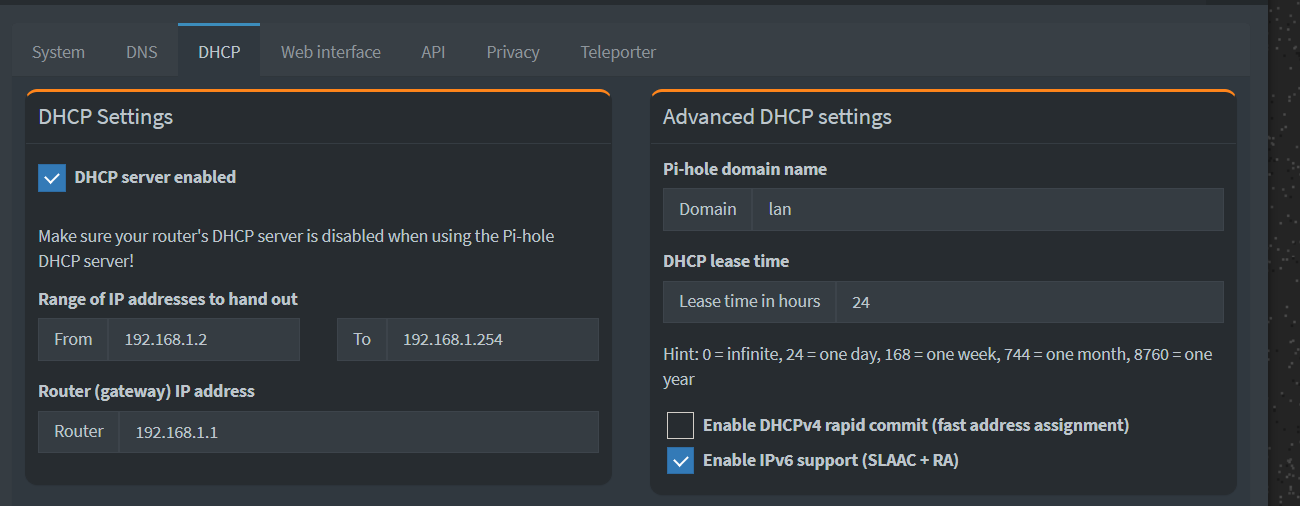 System DNS DHCP Web interface API Privacy Teleporter
DHCP Settings
DHCP server enabled
Make sure your router's DHCP server is disabled when using the Pi-hole
DHCP server!
Range of IP addresses to hand out
From 192.168.1.2 To 192.168.1.254
Router (gateway) IP address
Router 192.168.1.1
Advanced DHCP settings
Pi-hole domain name
Domain lan
DHCP lease time
Lease time in hours 24
Hint: 0 = infinite, 24 = one day, 168 = one week, 744 = one month, 8760 = one
year
Enable DHCPv4 rapid commit (fast address assignment)
Enable IPv6 support (SLAAC + RA)